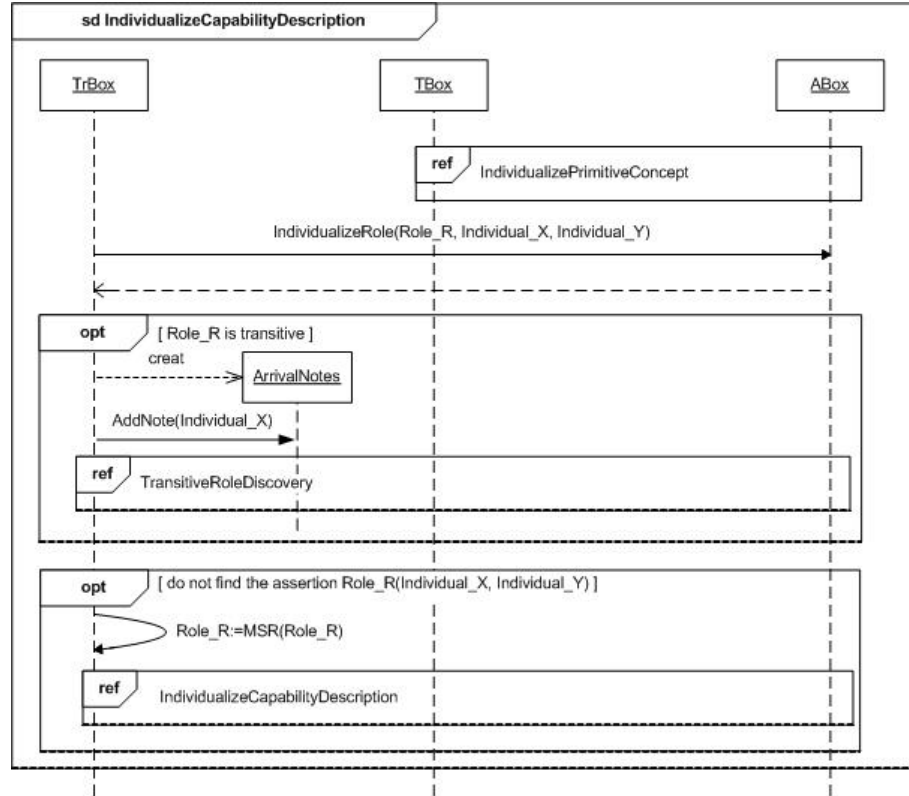 sd IndividualizeCapabilityDescription
TrBox
TBox
ABox
ref
IndividualizePrimitiveConcept
IndividualizeRole(Role_R, Individual_X, Individual_Y)
opt
[ Role_R is transitive ]
creat
ArrivalNotes
AddNote(Individual_X)
ref
TransitiveRoleDiscovery
opt
[ do not find the assertion Role_R(Individual_X, Individual_Y) ]
Role_R:=MSR(Role_R)
ref
IndividualizeCapabilityDescription